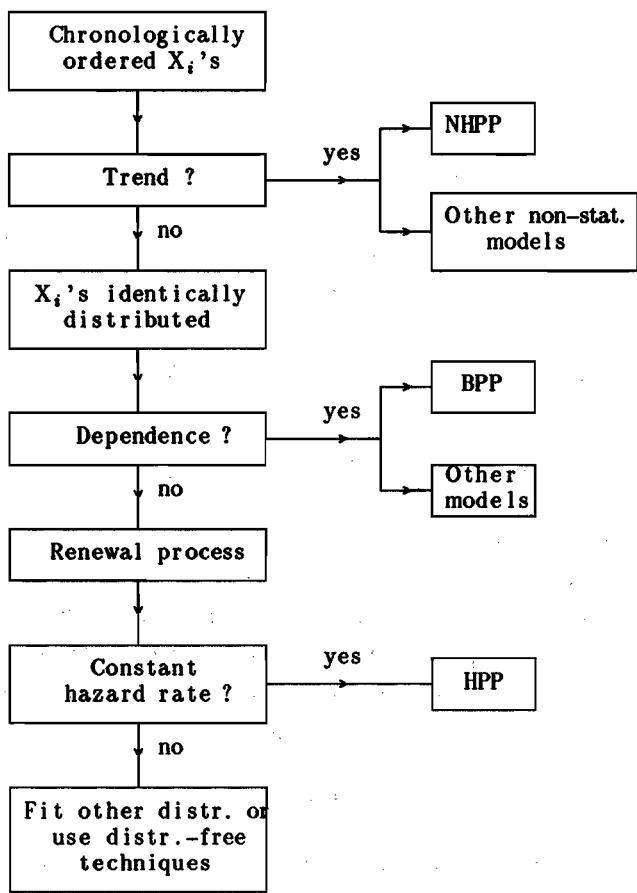 Chronologically
ordered Xᵢ's
Trend ?
yes
NHPP
Other non-stat.
models
no
Xᵢ's identically
distributed
Dependence ?
yes
BPP
Other
models
no
Renewal process
Constant
hazard rate ?
yes
HPP
no
Fit other distr. or
use distr.-free
techniques